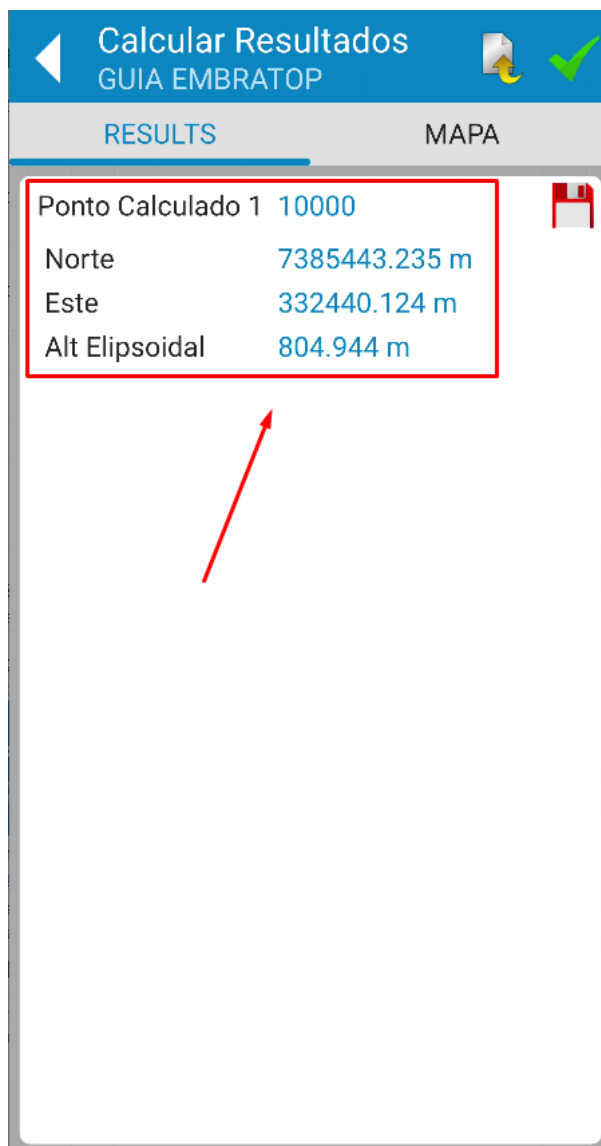 Calcular Resultados
GUIA EMBRATOP
RESULTS MAPA
Ponto Calculado 1 10000
Norte 7385443.235 m
Este 332440.124 m
Alt Elipsoidal 804.944 m